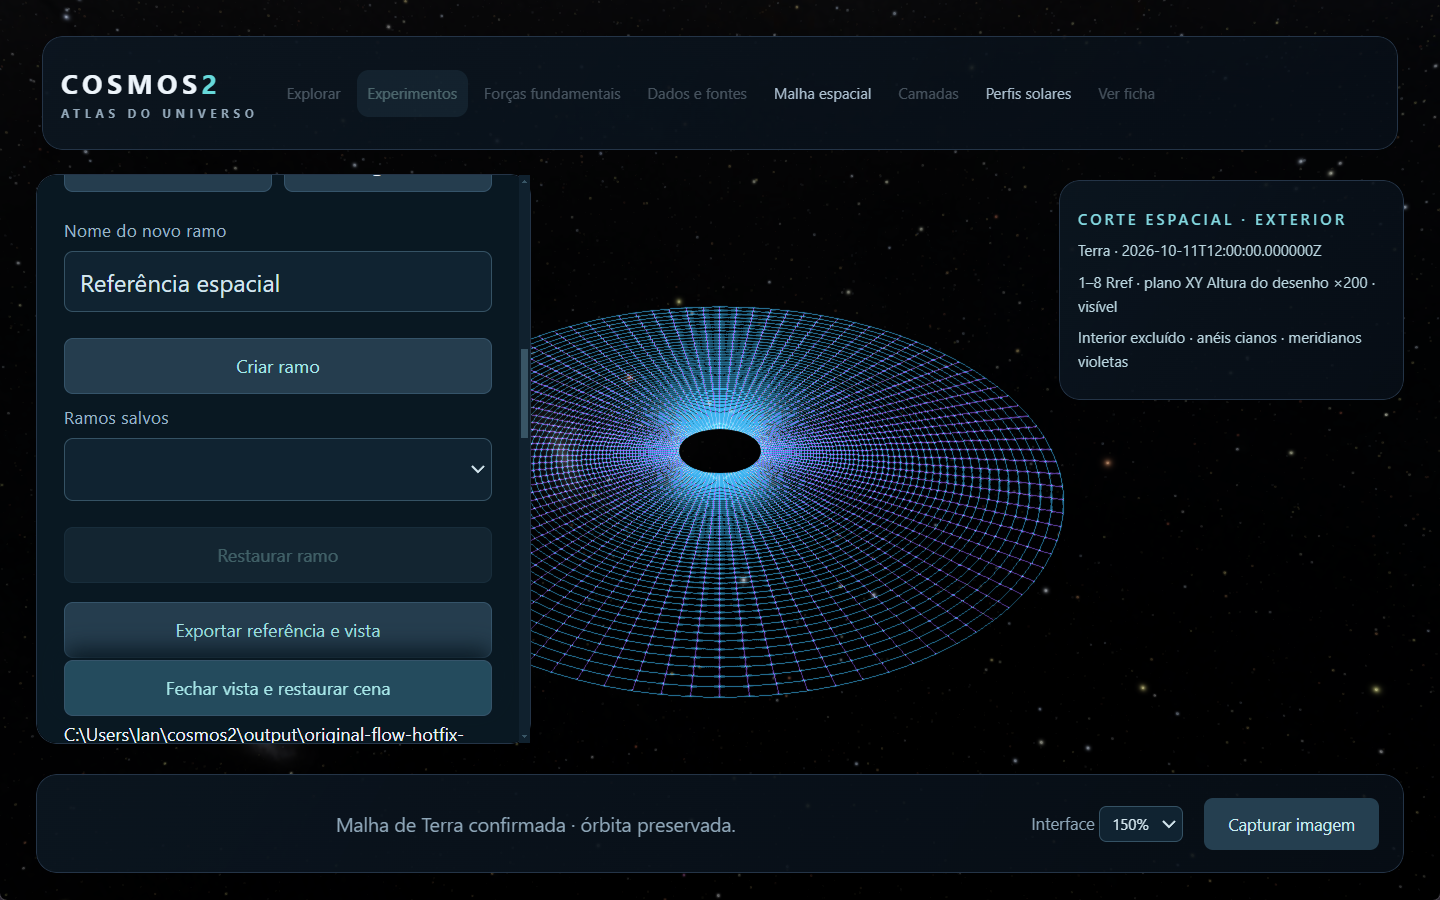 COSMOS2
ATLAS DO UNIVERSO
Explorar
Experimentos
Forças fundamentais
Dados e fontes
Malha espacial
Camadas
Perfis solares
Ver ficha
Nome do novo ramo
Referência espacial
Criar ramo
Ramos salvos
Restaurar ramo
Exportar referência e vista
Fechar vista e restaurar cena
C:\Users\Ian\cosmos2\output\original-flow-hotfix-
CORTE ESPACIAL · EXTERIOR
Terra · 2026-10-11T12:00:00.000000Z
1–8 Rref · plano XY Altura do desenho ×200 ·
visível
Interior excluído · anéis cianos · meridianos
violetas
Malha de Terra confirmada · órbita preservada.
Interface
150%
Capturar imagem